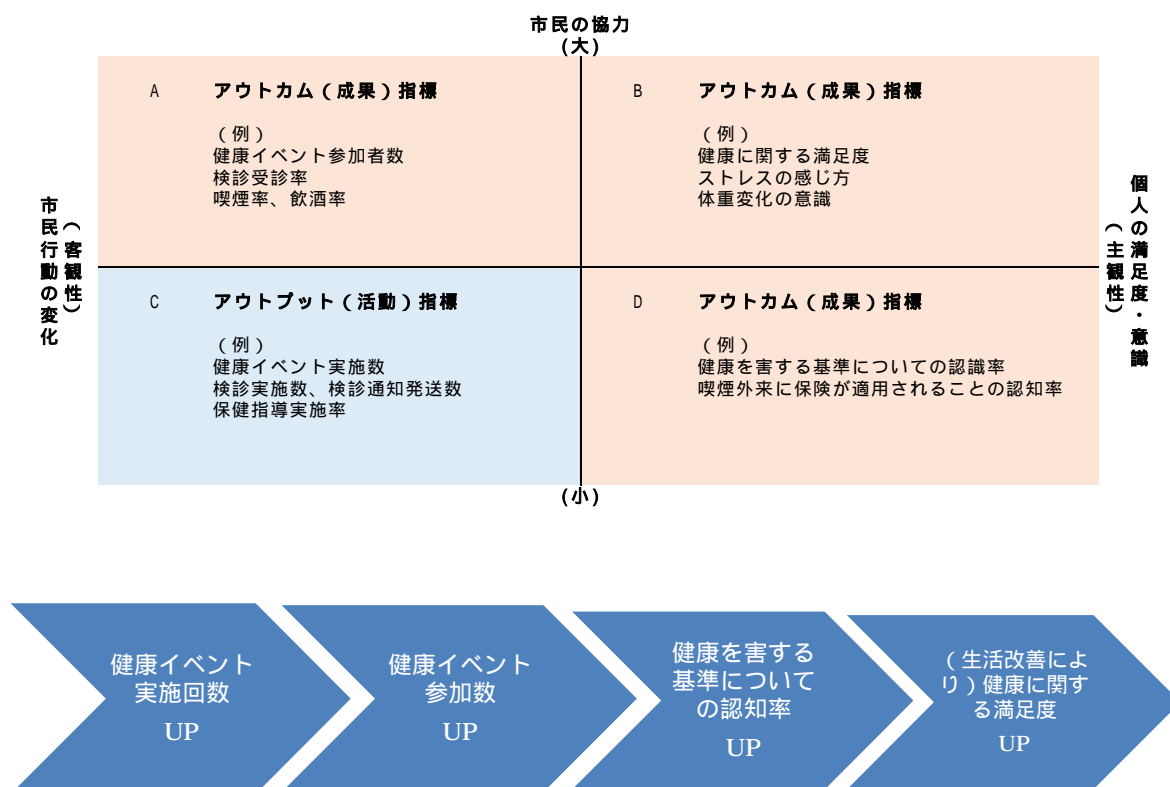 市民の協力
(大)
A アウトカム（成果）指標
（例）
健康イベント参加者数
検診受診率
喫煙率、飲酒率
B アウトカム（成果）指標
（例）
健康に関する満足度
ストレスの感じ方
体重変化の意識
市民行動の変化
（客観性）
個人の満足度・意識
（主観性）
C アウトプット（活動）指標
（例）
健康イベント実施数
検診実施数、検診通知発送数
保健指導実施率
D アウトカム（成果）指標
（例）
健康を害する基準についての認識率
喫煙外来に保険が適用されることの認知率
(小)
健康イベント
実施回数
UP
健康イベント
参加数
UP
健康を害する
基準について
の認知率
UP
（生活改善によ
り）健康に関す
る満足度
UP